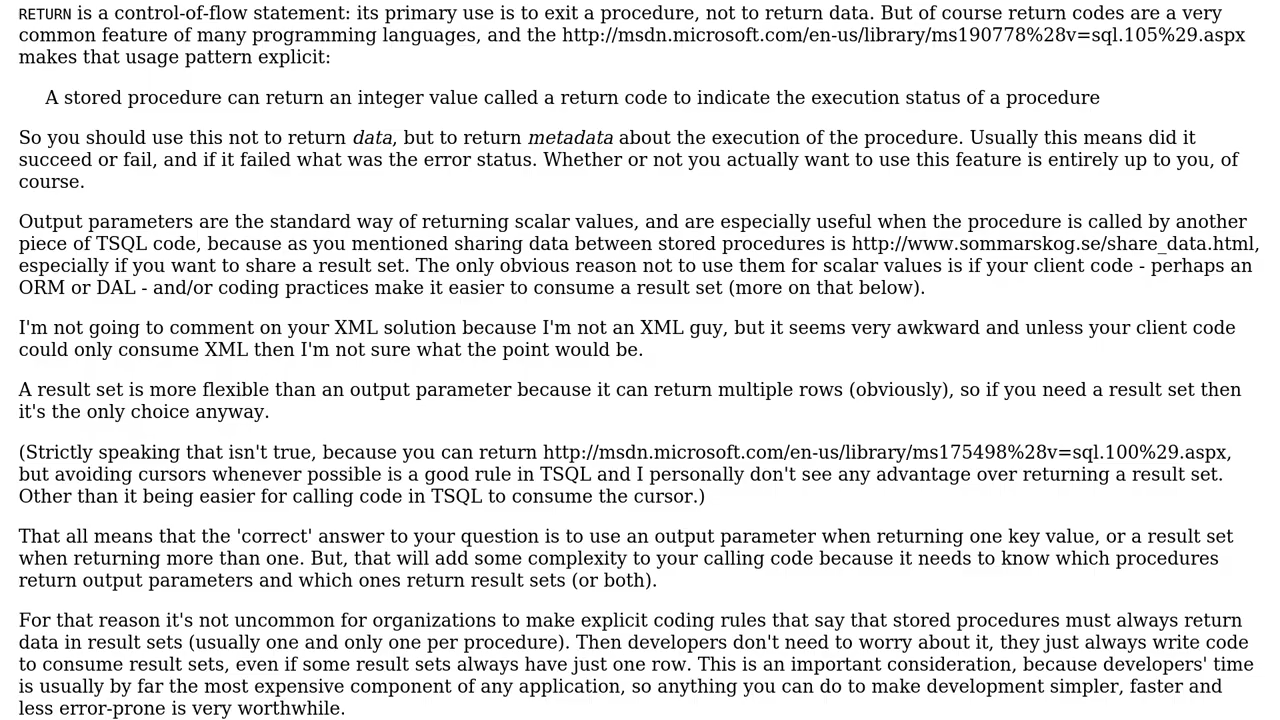 RETURN is a control-of-flow statement: its primary use is to exit a procedure, not to return data. But of course return codes are a very
common feature of many programming languages, and the http://msdn.microsoft.com/en-us/library/ms190778%28v=sql.105%29.aspx
makes that usage pattern explicit:
A stored procedure can return an integer value called a return code to indicate the execution status of a procedure
So you should use this not to return data, but to return metadata about the execution of the procedure. Usually this means did it
succeed or fail, and if it failed what was the error status. Whether or not you actually want to use this feature is entirely up to you, of
course.
Output parameters are the standard way of returning scalar values, and are especially useful when the procedure is called by another
piece of TSQL code, because as you mentioned sharing data between stored procedures is http://www.sommarskog.se/share_data.html,
especially if you want to share a result set. The only obvious reason not to use them for scalar values is if your client code - perhaps an
ORM or DAL - and/or coding practices make it easier to consume a result set (more on that below).
I'm not going to comment on your XML solution because I'm not an XML guy, but it seems very awkward and unless your client code
could only consume XML then I'm not sure what the point would be.
A result set is more flexible than an output parameter because it can return multiple rows (obviously), so if you need a result set then
it's the only choice anyway.
(Strictly speaking that isn't true, because you can return http://msdn.microsoft.com/en-us/library/ms175498%28v=sql.100%29.aspx,
but avoiding cursors whenever possible is a good rule in TSQL and I personally don't see any advantage over returning a result set.
Other than it being easier for calling code in TSQL to consume the cursor.)
That all means that the 'correct' answer to your question is to use an output parameter when returning one key value, or a result set
when returning more than one. But, that will add some complexity to your calling code because it needs to know which procedures
return output parameters and which ones return result sets (or both).
For that reason it's not uncommon for organizations to make explicit coding rules that say that stored procedures must always return
data in result sets (usually one and only one per procedure). Then developers don't need to worry about it, they just always write code
to consume result sets, even if some result sets always have just one row. This is an important consideration, because developers' time
is usually by far the most expensive component of any application, so anything you can do to make development simpler, faster and
less error-prone is very worthwhile.